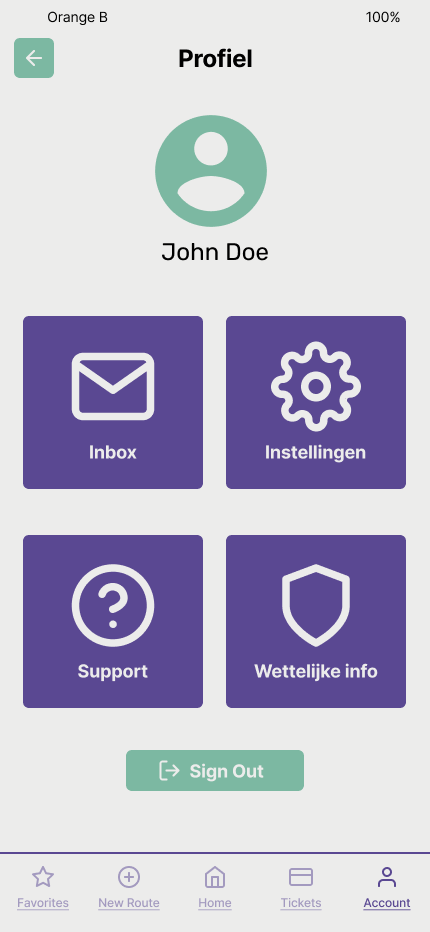 Orange B 100%
Profiel
John Doe
Inbox Instellingen
Support Wettelijke info
Sign Out
Favorites New Route Home Tickets Account